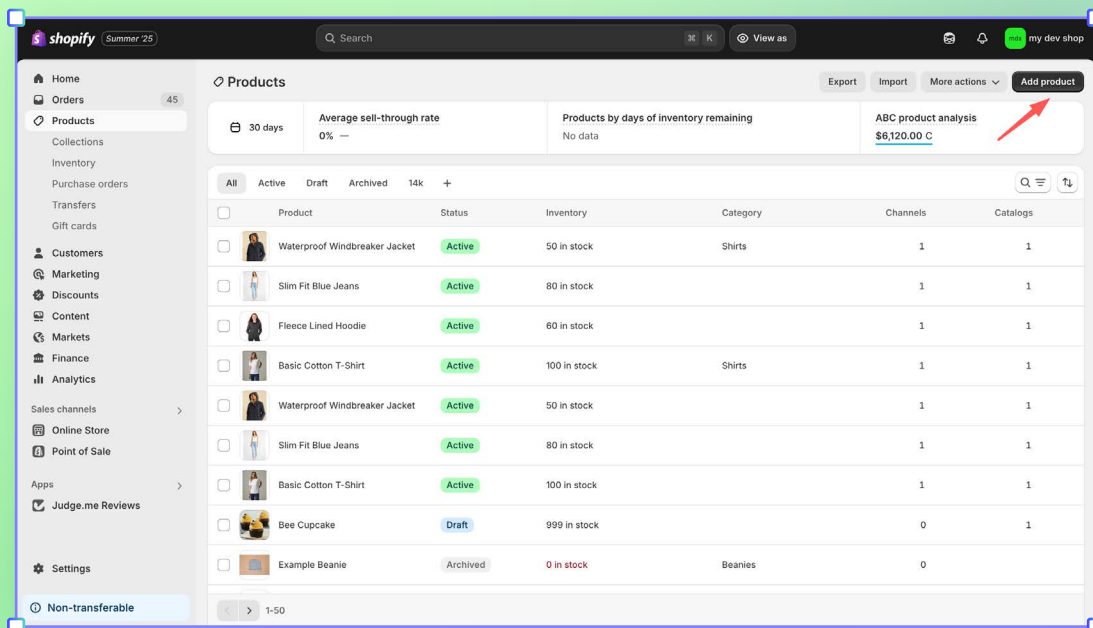 shopify Summer '25
Search ⌘ K
View as
mds my dev shop
Home
Orders 45
Products
Collections
Inventory
Purchase orders
Transfers
Gift cards
Customers
Marketing
Discounts
Content
Markets
Finance
Analytics
Sales channels
Online Store
Point of Sale
Apps
Judge.me Reviews
Settings
Non-transferable
Products
Export Import More actions Add product
30 days
Average sell-through rate
0% —
Products by days of inventory remaining
No data
ABC product analysis
$6,120.00 C
All Active Draft Archived 14k +
Product Status Inventory Category Channels Catalogs
Waterproof Windbreaker Jacket Active 50 in stock Shirts 1 1
Slim Fit Blue Jeans Active 80 in stock 1 1
Fleece Lined Hoodie Active 60 in stock 1 1
Basic Cotton T-Shirt Active 100 in stock Shirts 1 1
Waterproof Windbreaker Jacket Active 50 in stock 1 1
Slim Fit Blue Jeans Active 80 in stock 1 1
Basic Cotton T-Shirt Active 100 in stock 1 1
Bee Cupcake Draft 999 in stock 0 1
Example Beanie Archived 0 in stock Beanies 0
1-50